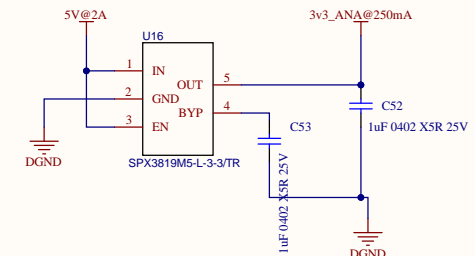 5V@2A
3v3_ANA@250mA
U16
1
IN
OUT
5
2
GND
BYP
4
3
EN
C52
1uF 0402 X5R 25V
C53
1uF 0402 X5R 25V
DGND
SPX3819M5-L-3-3/TR
DGND